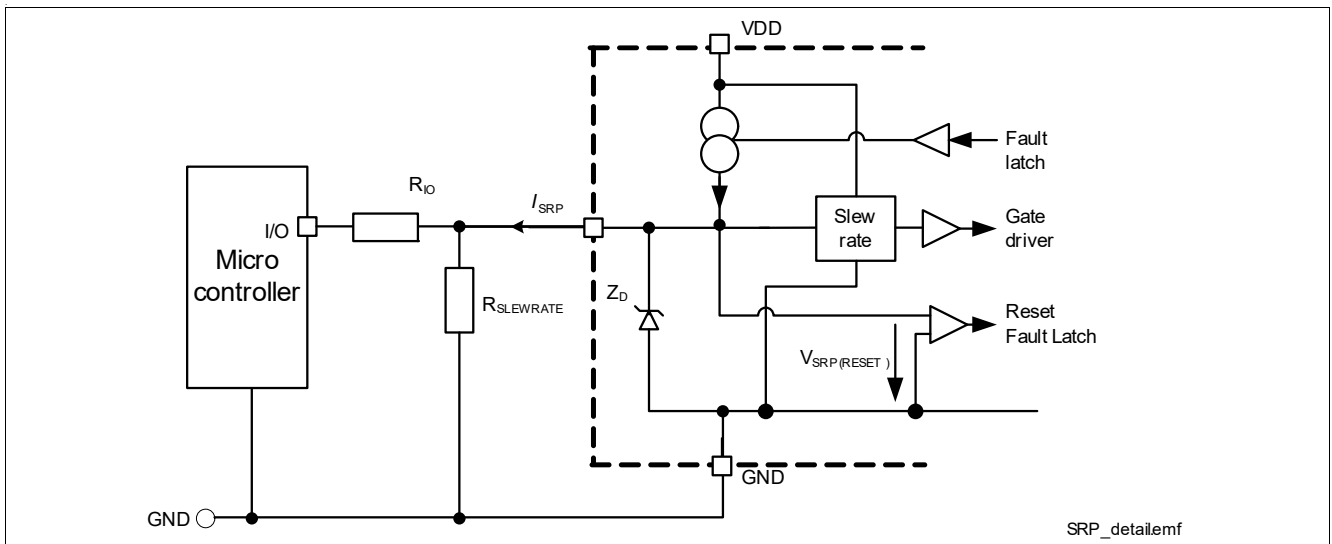 VDD
Fault
latch
R_IO
I_SRP
I/O
Micro
controller
Slew
rate
Gate
driver
R_SLEWRATE
Z_D
Reset
Fault Latch
V_SRP(RESET )
GND
GND
SRP_detail.emf